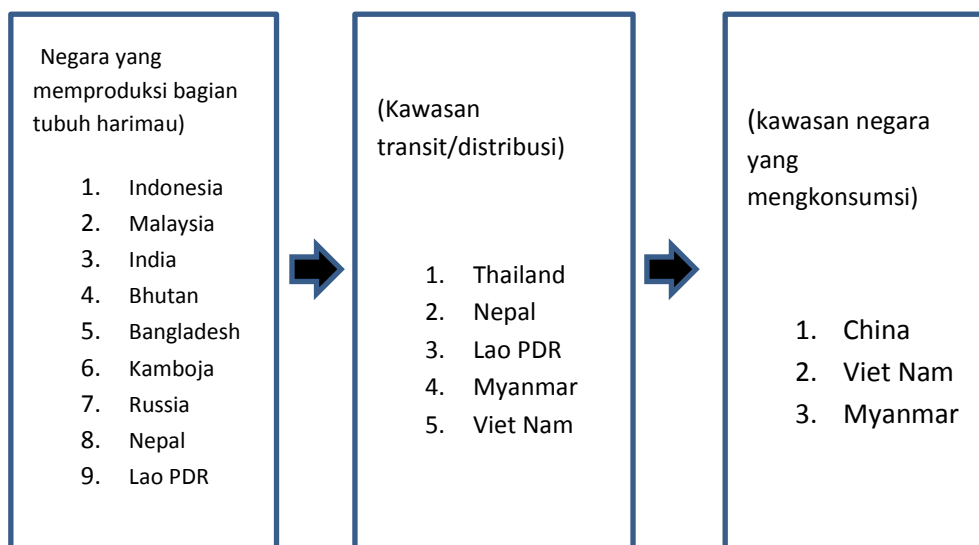 Negara yang
memproduksi bagian
tubuh harimau)
1. Indonesia
2. Malaysia
3. India
4. Bhutan
5. Bangladesh
6. Kamboja
7. Russia
8. Nepal
9. Lao PDR
(Kawasan
transit/distribusi)
1. Thailand
2. Nepal
3. Lao PDR
4. Myanmar
5. Viet Nam
(kawasan negara
yang
mengkonsumsi)
1. China
2. Viet Nam
3. Myanmar